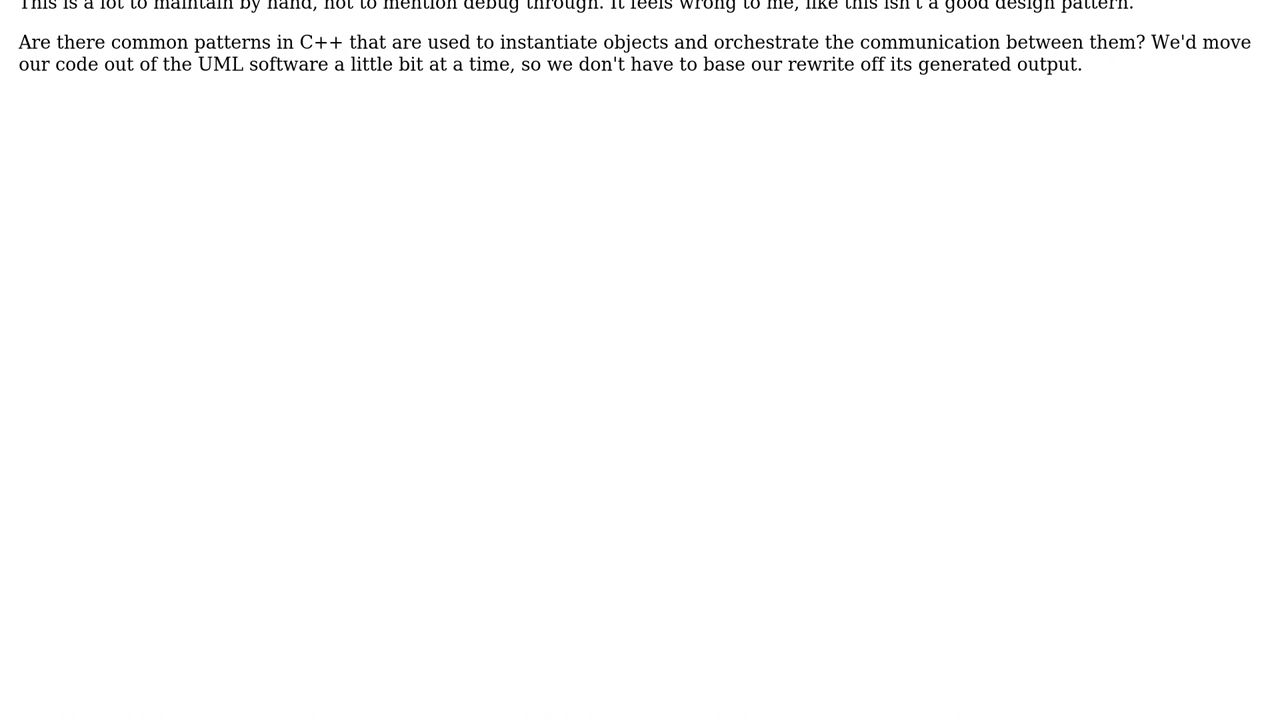 This is a lot to maintain by hand, not to mention debug through. It feels wrong to me, like this isn't a good design pattern.
Are there common patterns in C++ that are used to instantiate objects and orchestrate the communication between them? We'd move
our code out of the UML software a little bit at a time, so we don't have to base our rewrite off its generated output.